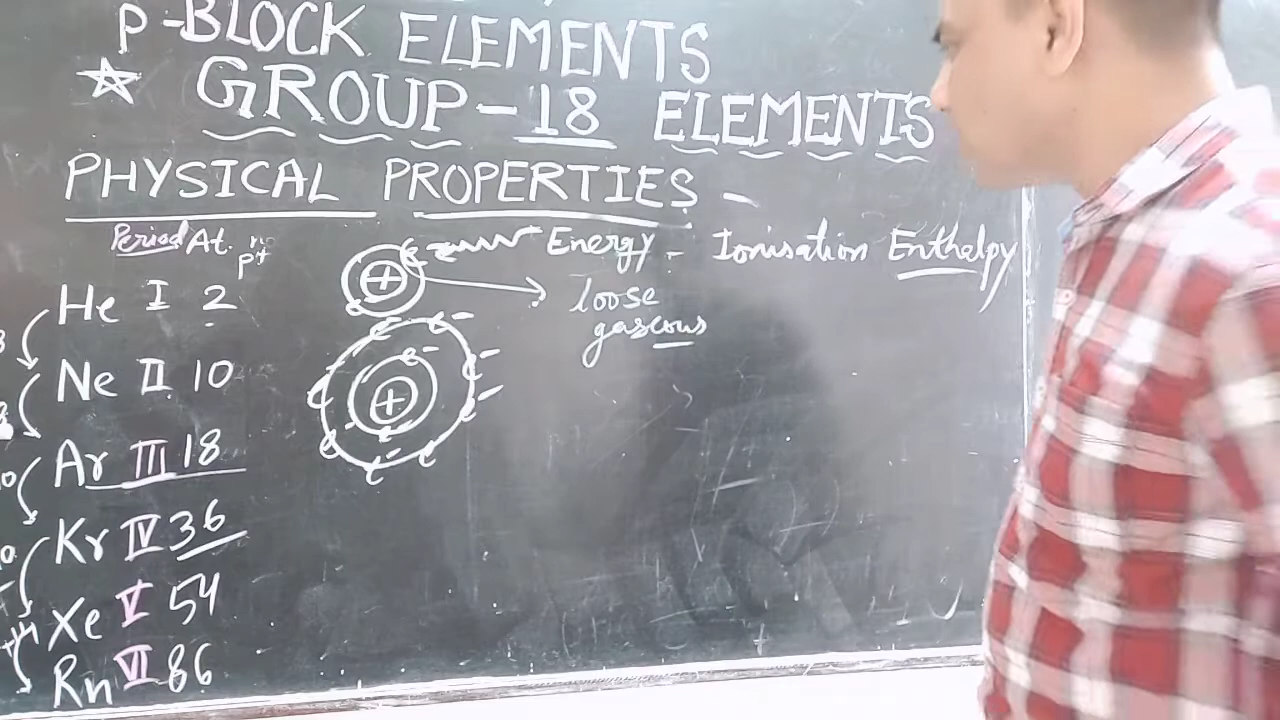 p-BLOCK ELEMENTS
☆ GROUP-18 ELEMENTS
PHYSICAL PROPERTIES -
Period At. no
p+
e- Energy - Ionisation Enthalpy
loose
gaseous
He I 2
Ne II 10
Ar III 18
Kr IV 36
Xe V 54
Rn VI 86